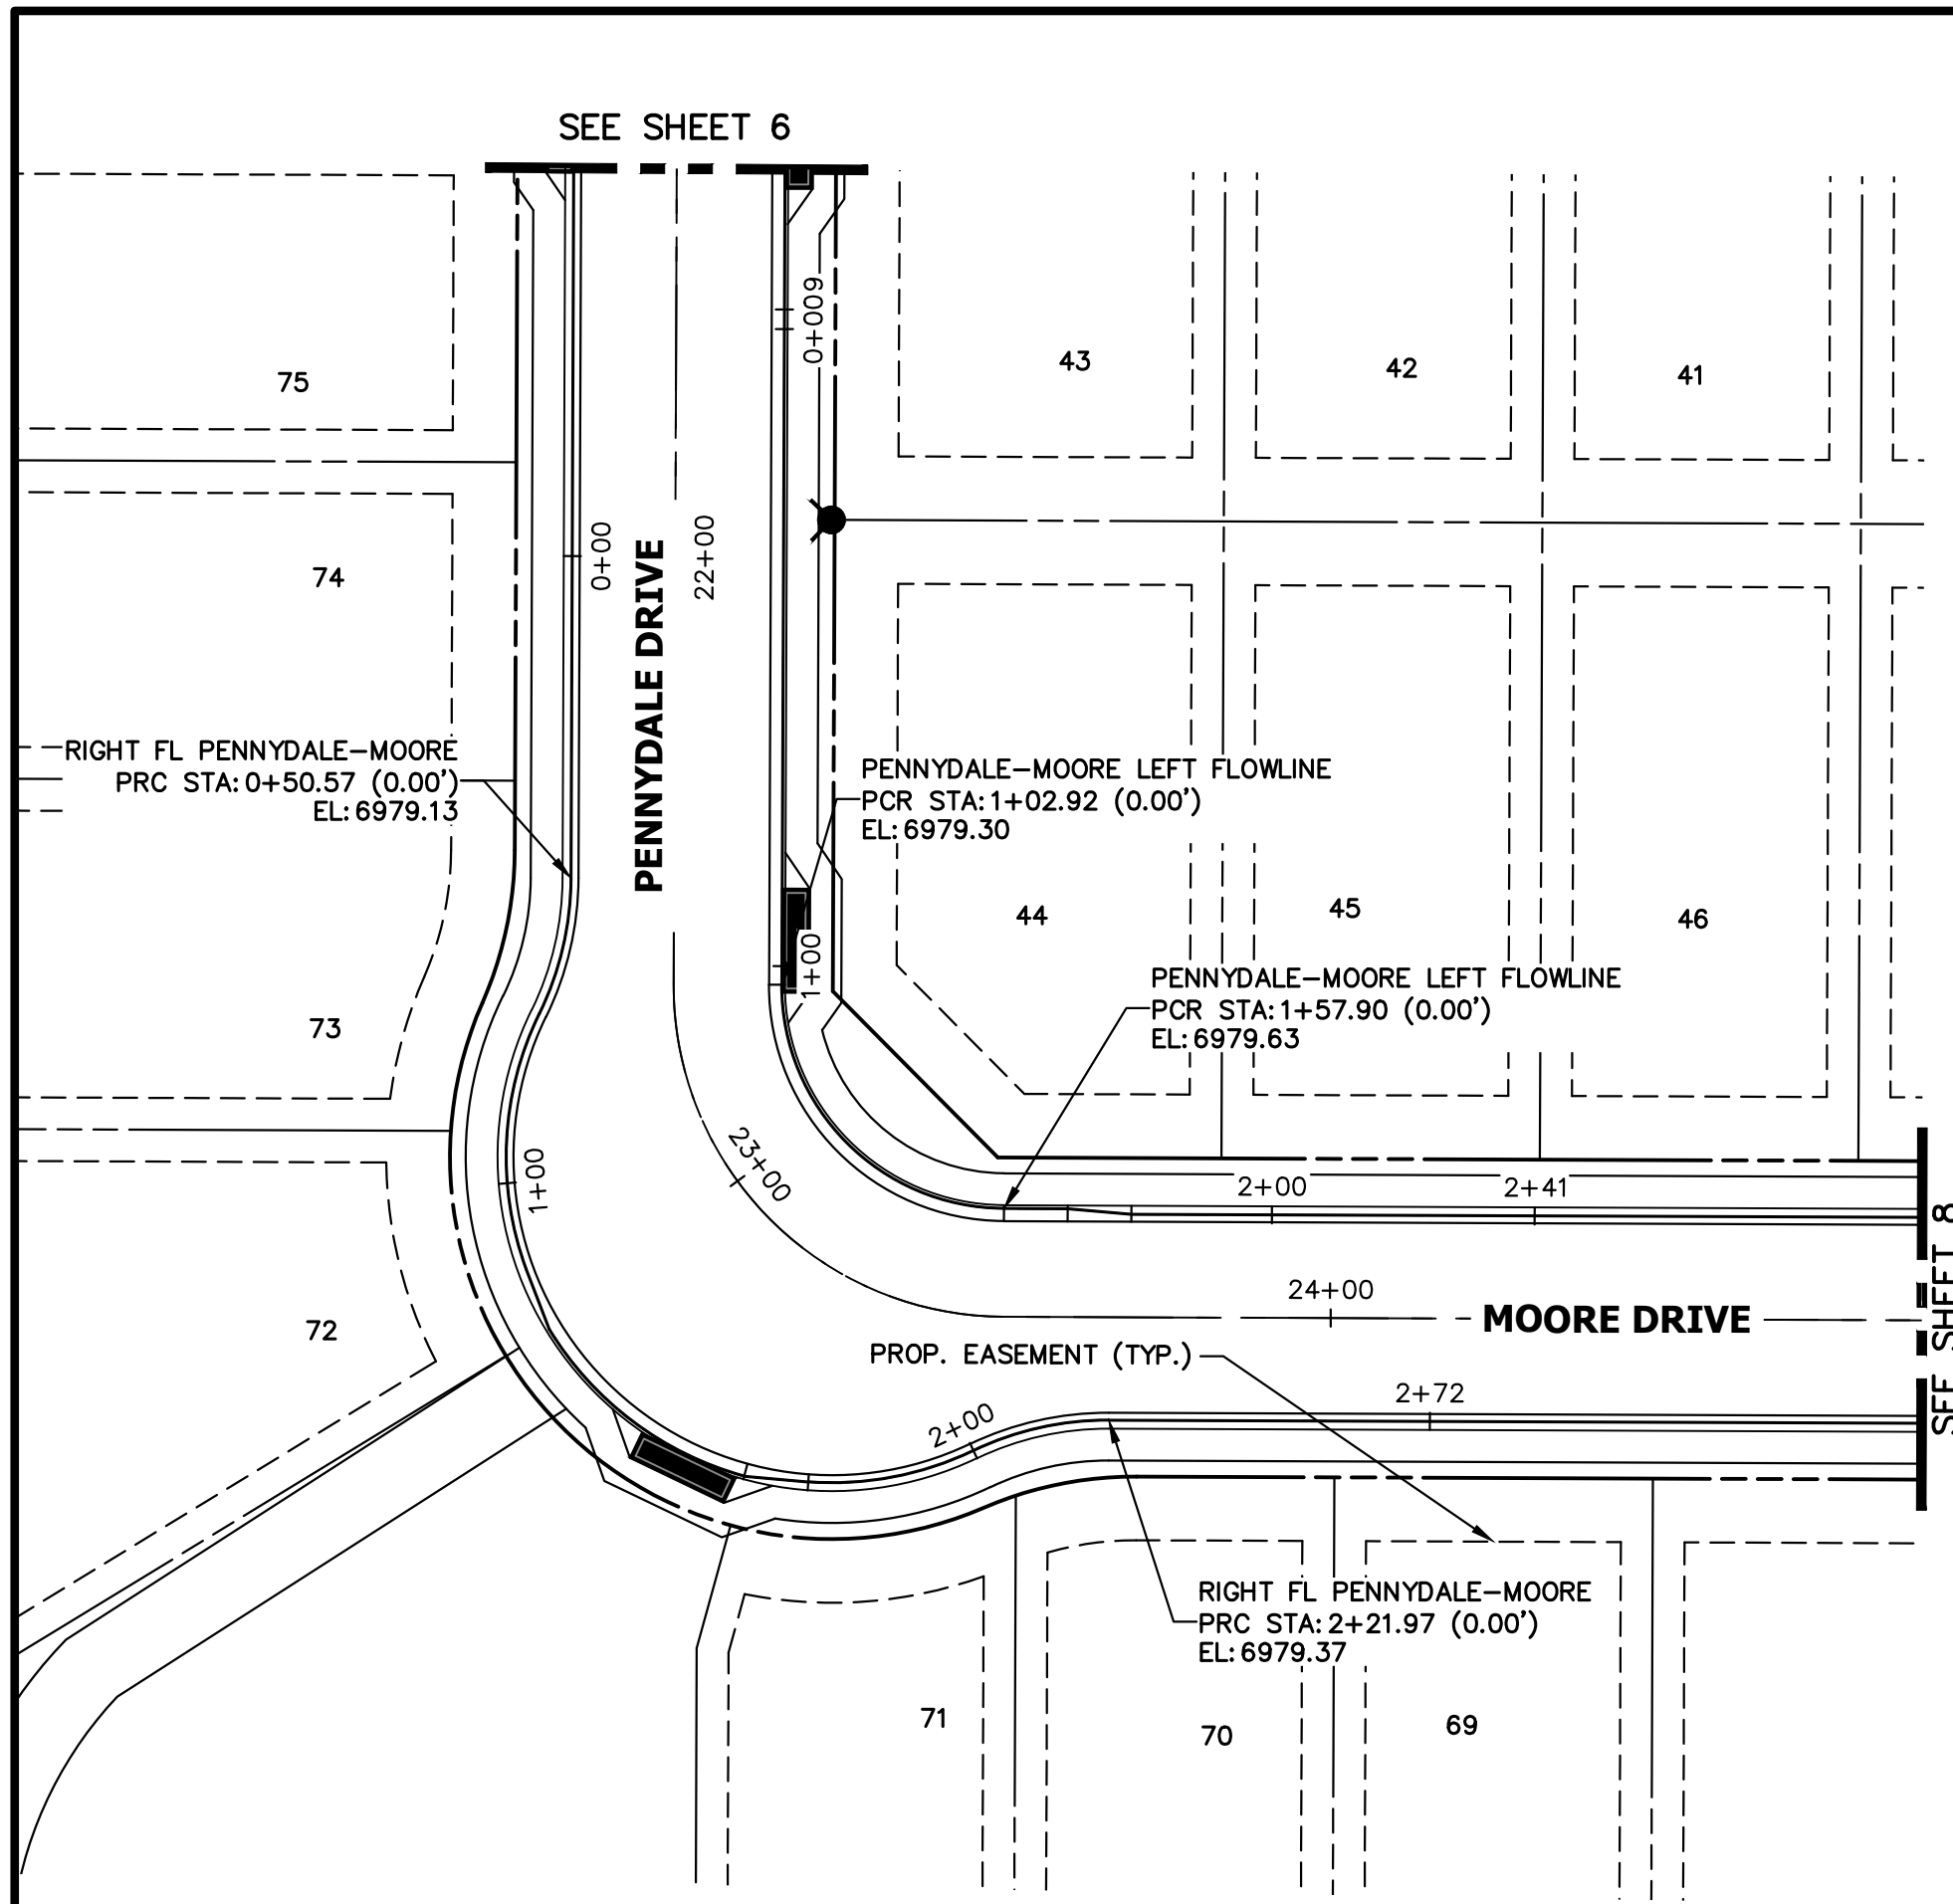 SEE SHEET 6
0+009
75
43
42
41
0+00
22+00
74
PENNYDALE DRIVE
RIGHT FL PENNYDALE-MOORE
PRC STA: 0+50.57 (0.00')
EL: 6979.13
PENNYDALE-MOORE LEFT FLOWLINE
PCR STA: 1+02.92 (0.00')
EL: 6979.30
44
45
46
1+00
PENNYDALE-MOORE LEFT FLOWLINE
PCR STA: 1+57.90 (0.00')
EL: 6979.63
73
23+00
1+00
2+00
2+41
SEE SHEET 8
24+00
MOORE DRIVE
72
PROP. EASEMENT (TYP.)
2+72
2+00
RIGHT FL PENNYDALE-MOORE
PRC STA: 2+21.97 (0.00')
EL: 6979.37
71
70
69